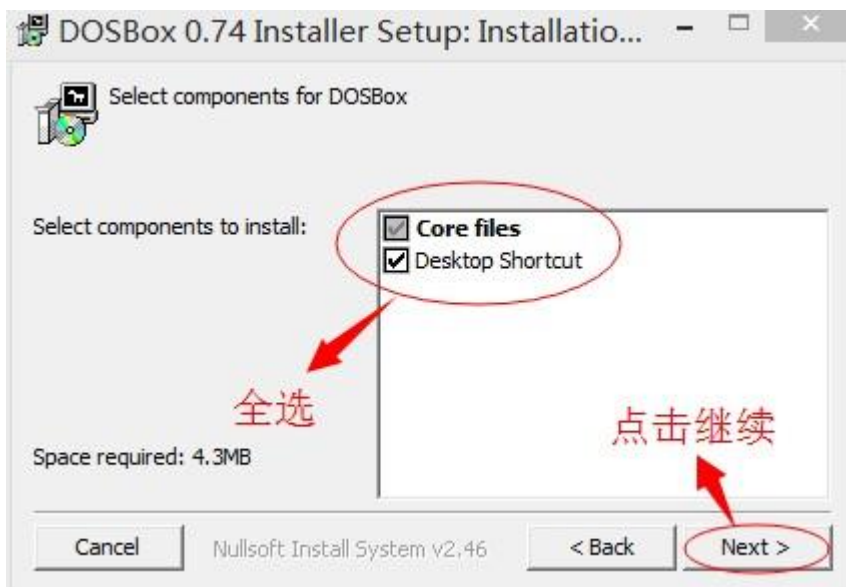 DOSBox 0.74 Installer Setup: Installatio...
Select components for DOSBox
Select components to install:
Core files
Desktop Shortcut
全选
点击继续
Space required: 4.3MB
Cancel
Nullsoft Install System v2.46
< Back
Next >